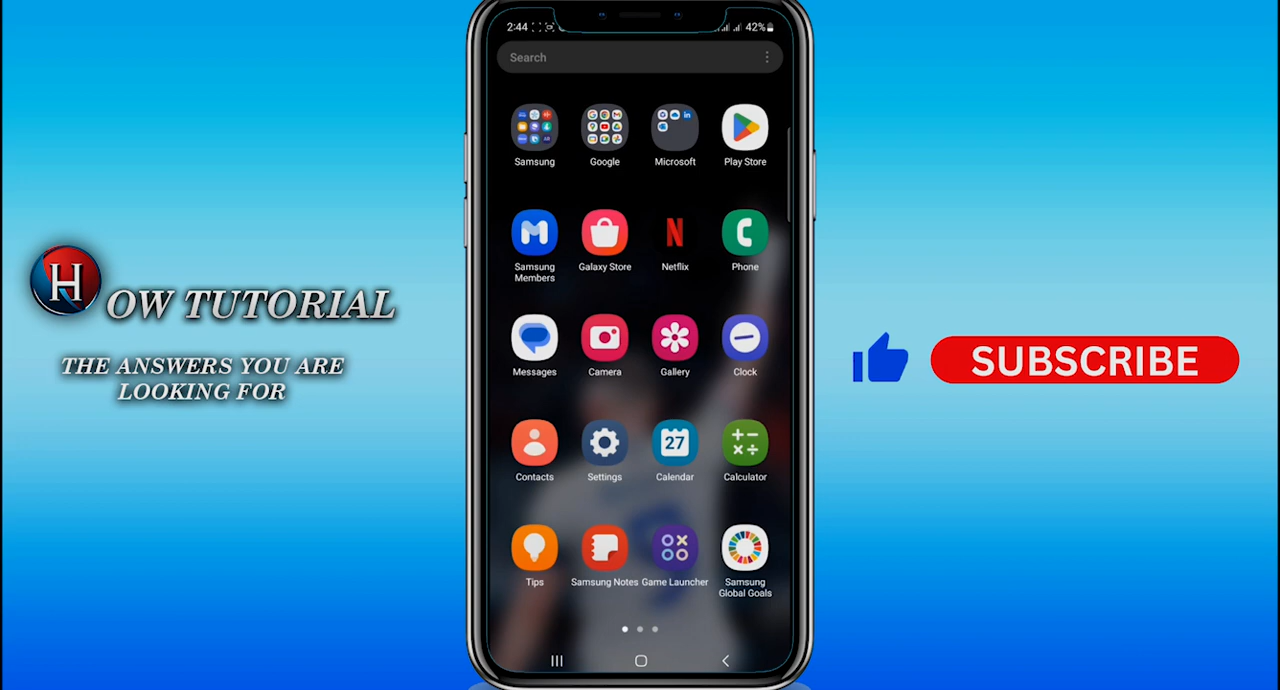 2:44
42%
Search
Samsung
Google
Microsoft
Play Store
Samsung
Members
Galaxy Store
Netflix
Phone
Messages
Camera
Gallery
Clock
Contacts
Settings
27
Calendar
Calculator
Tips
Samsung Notes
Game Launcher
Samsung
Global Goals
HOW TUTORIAL
THE ANSWERS YOU ARE
LOOKING FOR
SUBSCRIBE